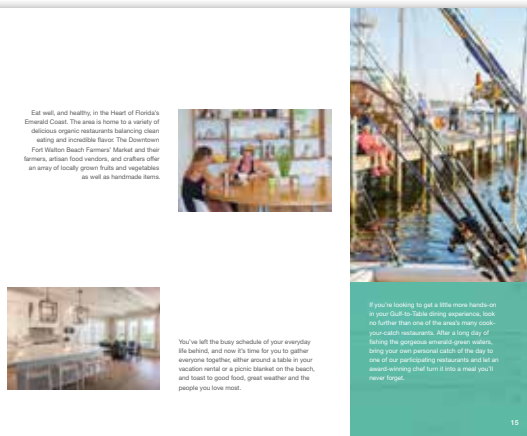 Eat well, and healthy, in the Heart of Florida's
Emerald Coast. The area is home to a variety of
delicious organic restaurants balancing clean
eating and incredible flavor. The Downtown
Fort Walton Beach Farmers' Market and their
farmers, artisan food vendors, and crafters offer
an array of locally grown fruits and vegetables
as well as handmade items.
You've left the busy schedule of your everyday
life behind, and now it's time for you to gather
everyone together, either around a table in your
vacation rental or a picnic blanket on the beach,
and toast to good food, great weather and the
people you love most.
If you're looking to get a little more hands-on
in your Gulf-to-Table dining experience, look
no further than one of the area's many cook-
your-catch restaurants. After a long day of
fishing the gorgeous emerald-green waters,
bring your own personal catch of the day to
one of our participating restaurants and let an
award-winning chef turn it into a meal you'll
never forget.
15